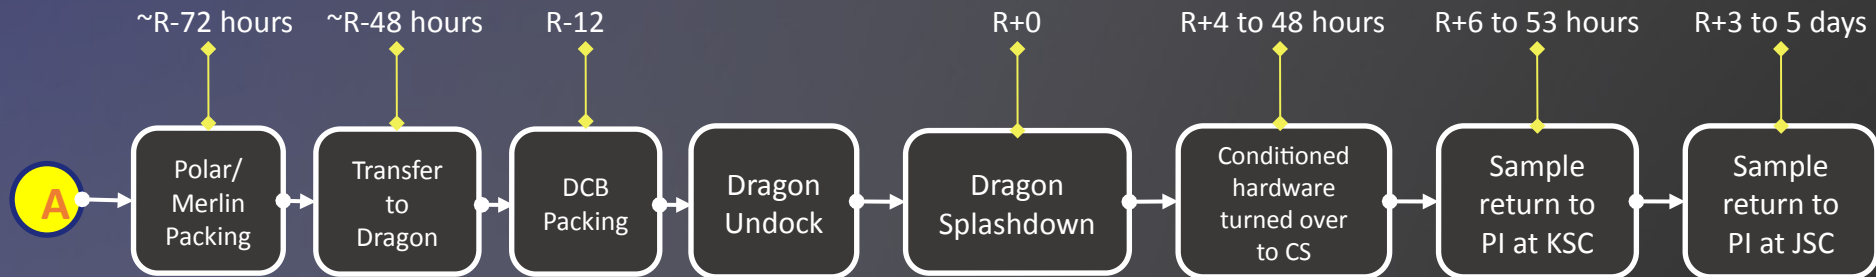 ~R-72 hours
~R-48 hours
R-12
R+0
R+4 to 48 hours
R+6 to 53 hours
R+3 to 5 days
A
Polar/
Merlin
Packing
Transfer
to
Dragon
DCB
Packing
Dragon
Undock
Dragon
Splashdown
Conditioned
hardware
turned over
to CS
Sample
return to
PI at KSC
Sample
return to
PI at JSC